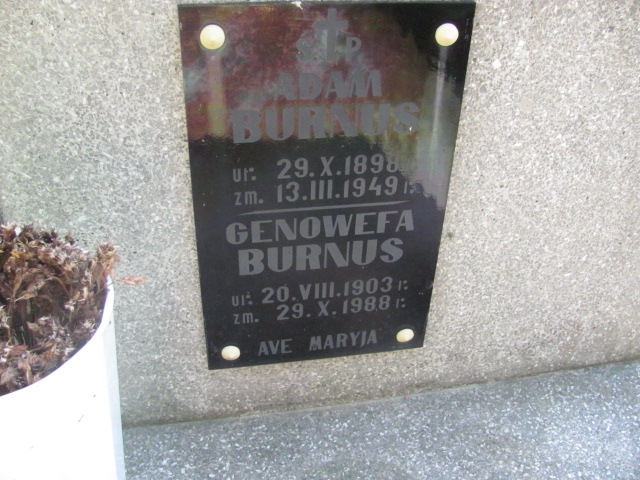 Ś P
ADAM
BURNUS
ur. 29.X.1898 r.
zm. 13.III.1949 r.
GENOWEFA
BURNUS
ur. 20.VIII.1903 r.
zm. 29.X.1988 r.
AVE MARYJA